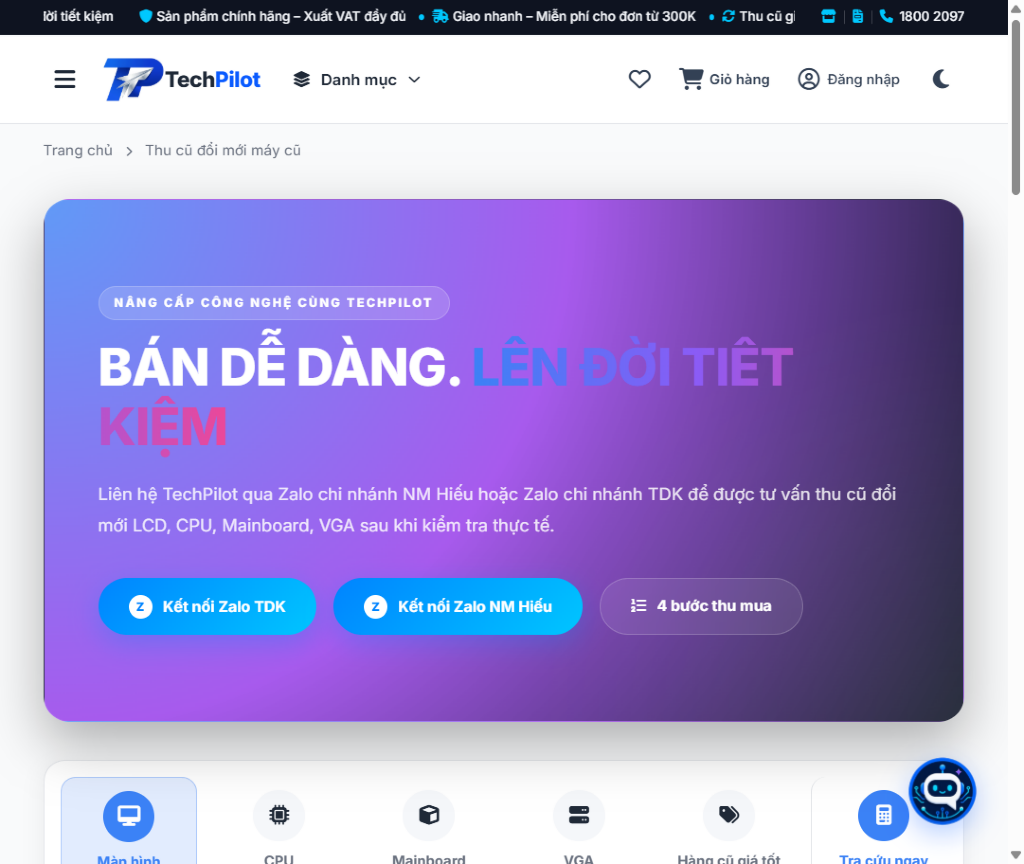 lời tiết kiệm
Sản phẩm chính hãng – Xuất VAT đầy đủ
Giao nhanh – Miễn phí cho đơn từ 300K
Thu cũ
1800 2097
TechPilot
Danh mục
Giỏ hàng
Đăng nhập
Trang chủ
Thu cũ đổi mới máy cũ
NÂNG CẤP CÔNG NGHỆ CÙNG TECHPILOT
BÁN DỄ DÀNG. LÊN ĐỜI TIẾT
KIỆM
Liên hệ TechPilot qua Zalo chi nhánh NM Hiếu hoặc Zalo chi nhánh TDK để được tư vấn thu cũ đổi
mới LCD, CPU, Mainboard, VGA sau khi kiểm tra thực tế.
Z Kết nối Zalo TDK
Z Kết nối Zalo NM Hiếu
4 bước thu mua
Màn hình
CPU
Mainboard
VGA
Hàng cũ giá tốt
Tra cứu ngay